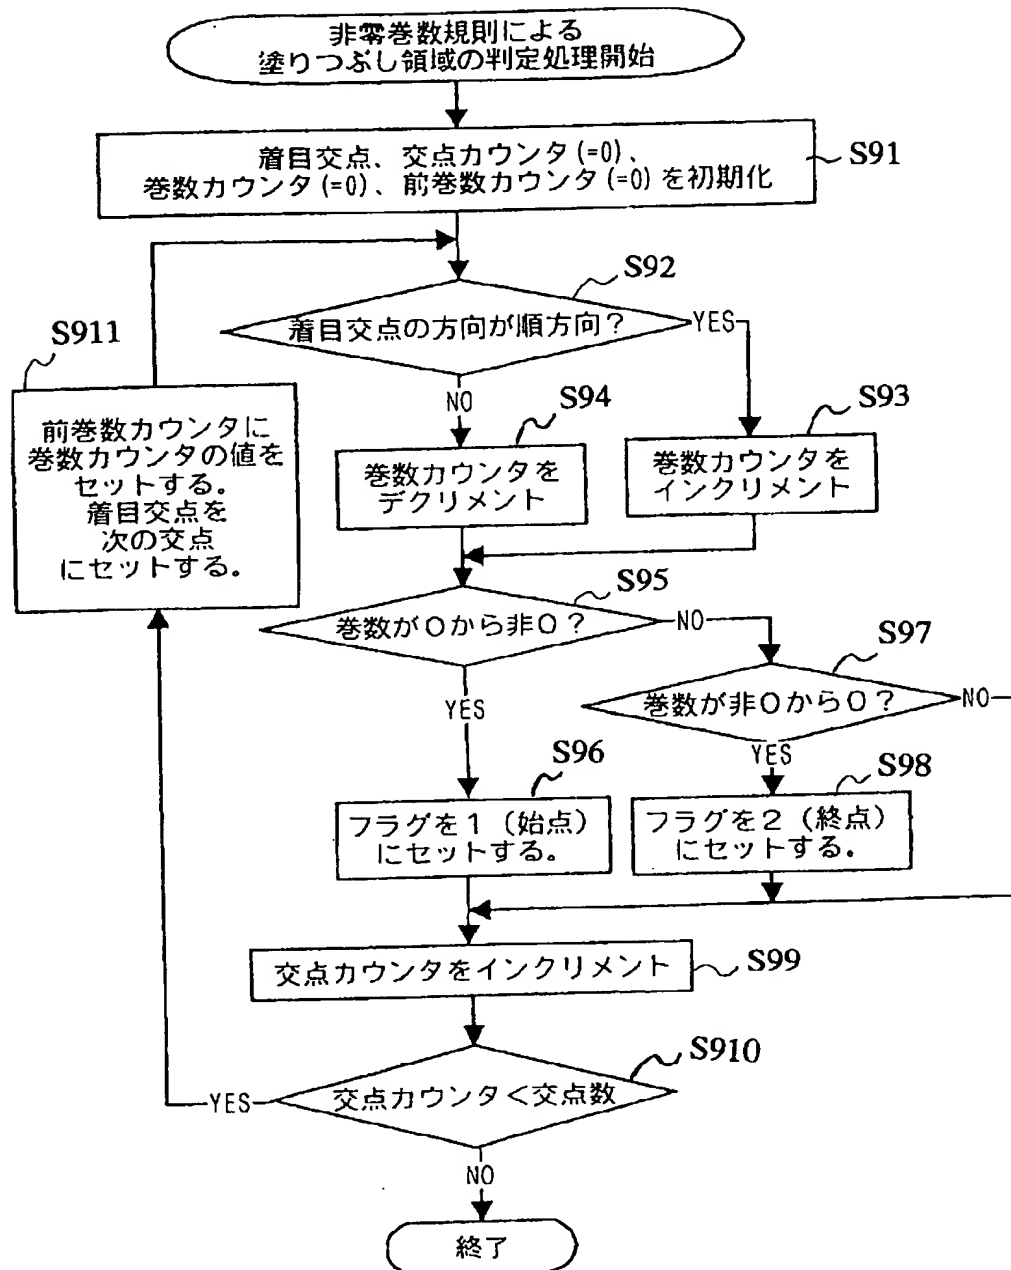 非零巻数規則による
塗りつぶし領域の判定処理開始
着目交点、交点カウンタ(=0)、
巻数カウンタ(=0)、前巻数カウンタ(=0)を初期化
S91
S92
着目交点の方向が順方向？
YES
NO
S911
前巻数カウンタに
巻数カウンタの値を
セットする。
着目交点を
次の交点
にセットする。
S94
巻数カウンタを
デクリメント
S93
巻数カウンタを
インクリメント
S95
巻数が０から非０？
NO
YES
S97
巻数が非０から０？
NO
YES
S96
フラグを１（始点）
にセットする。
S98
フラグを２（終点）
にセットする。
交点カウンタをインクリメント
S99
S910
交点カウンタ＜交点数
YES
NO
終了